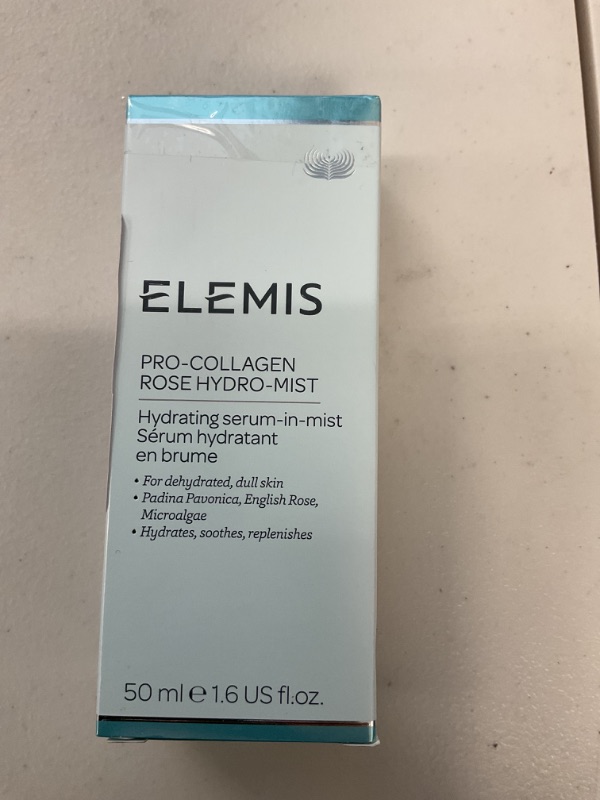 ELEMIS
PRO-COLLAGEN
ROSE HYDRO-MIST
Hydrating serum-in-mist
Sérum hydratant
en brume
• For dehydrated, dull skin
• Padina Pavonica, English Rose,
Microalgae
• Hydrates, soothes, replenishes
50 ml ℮ 1.6 US fl.oz.